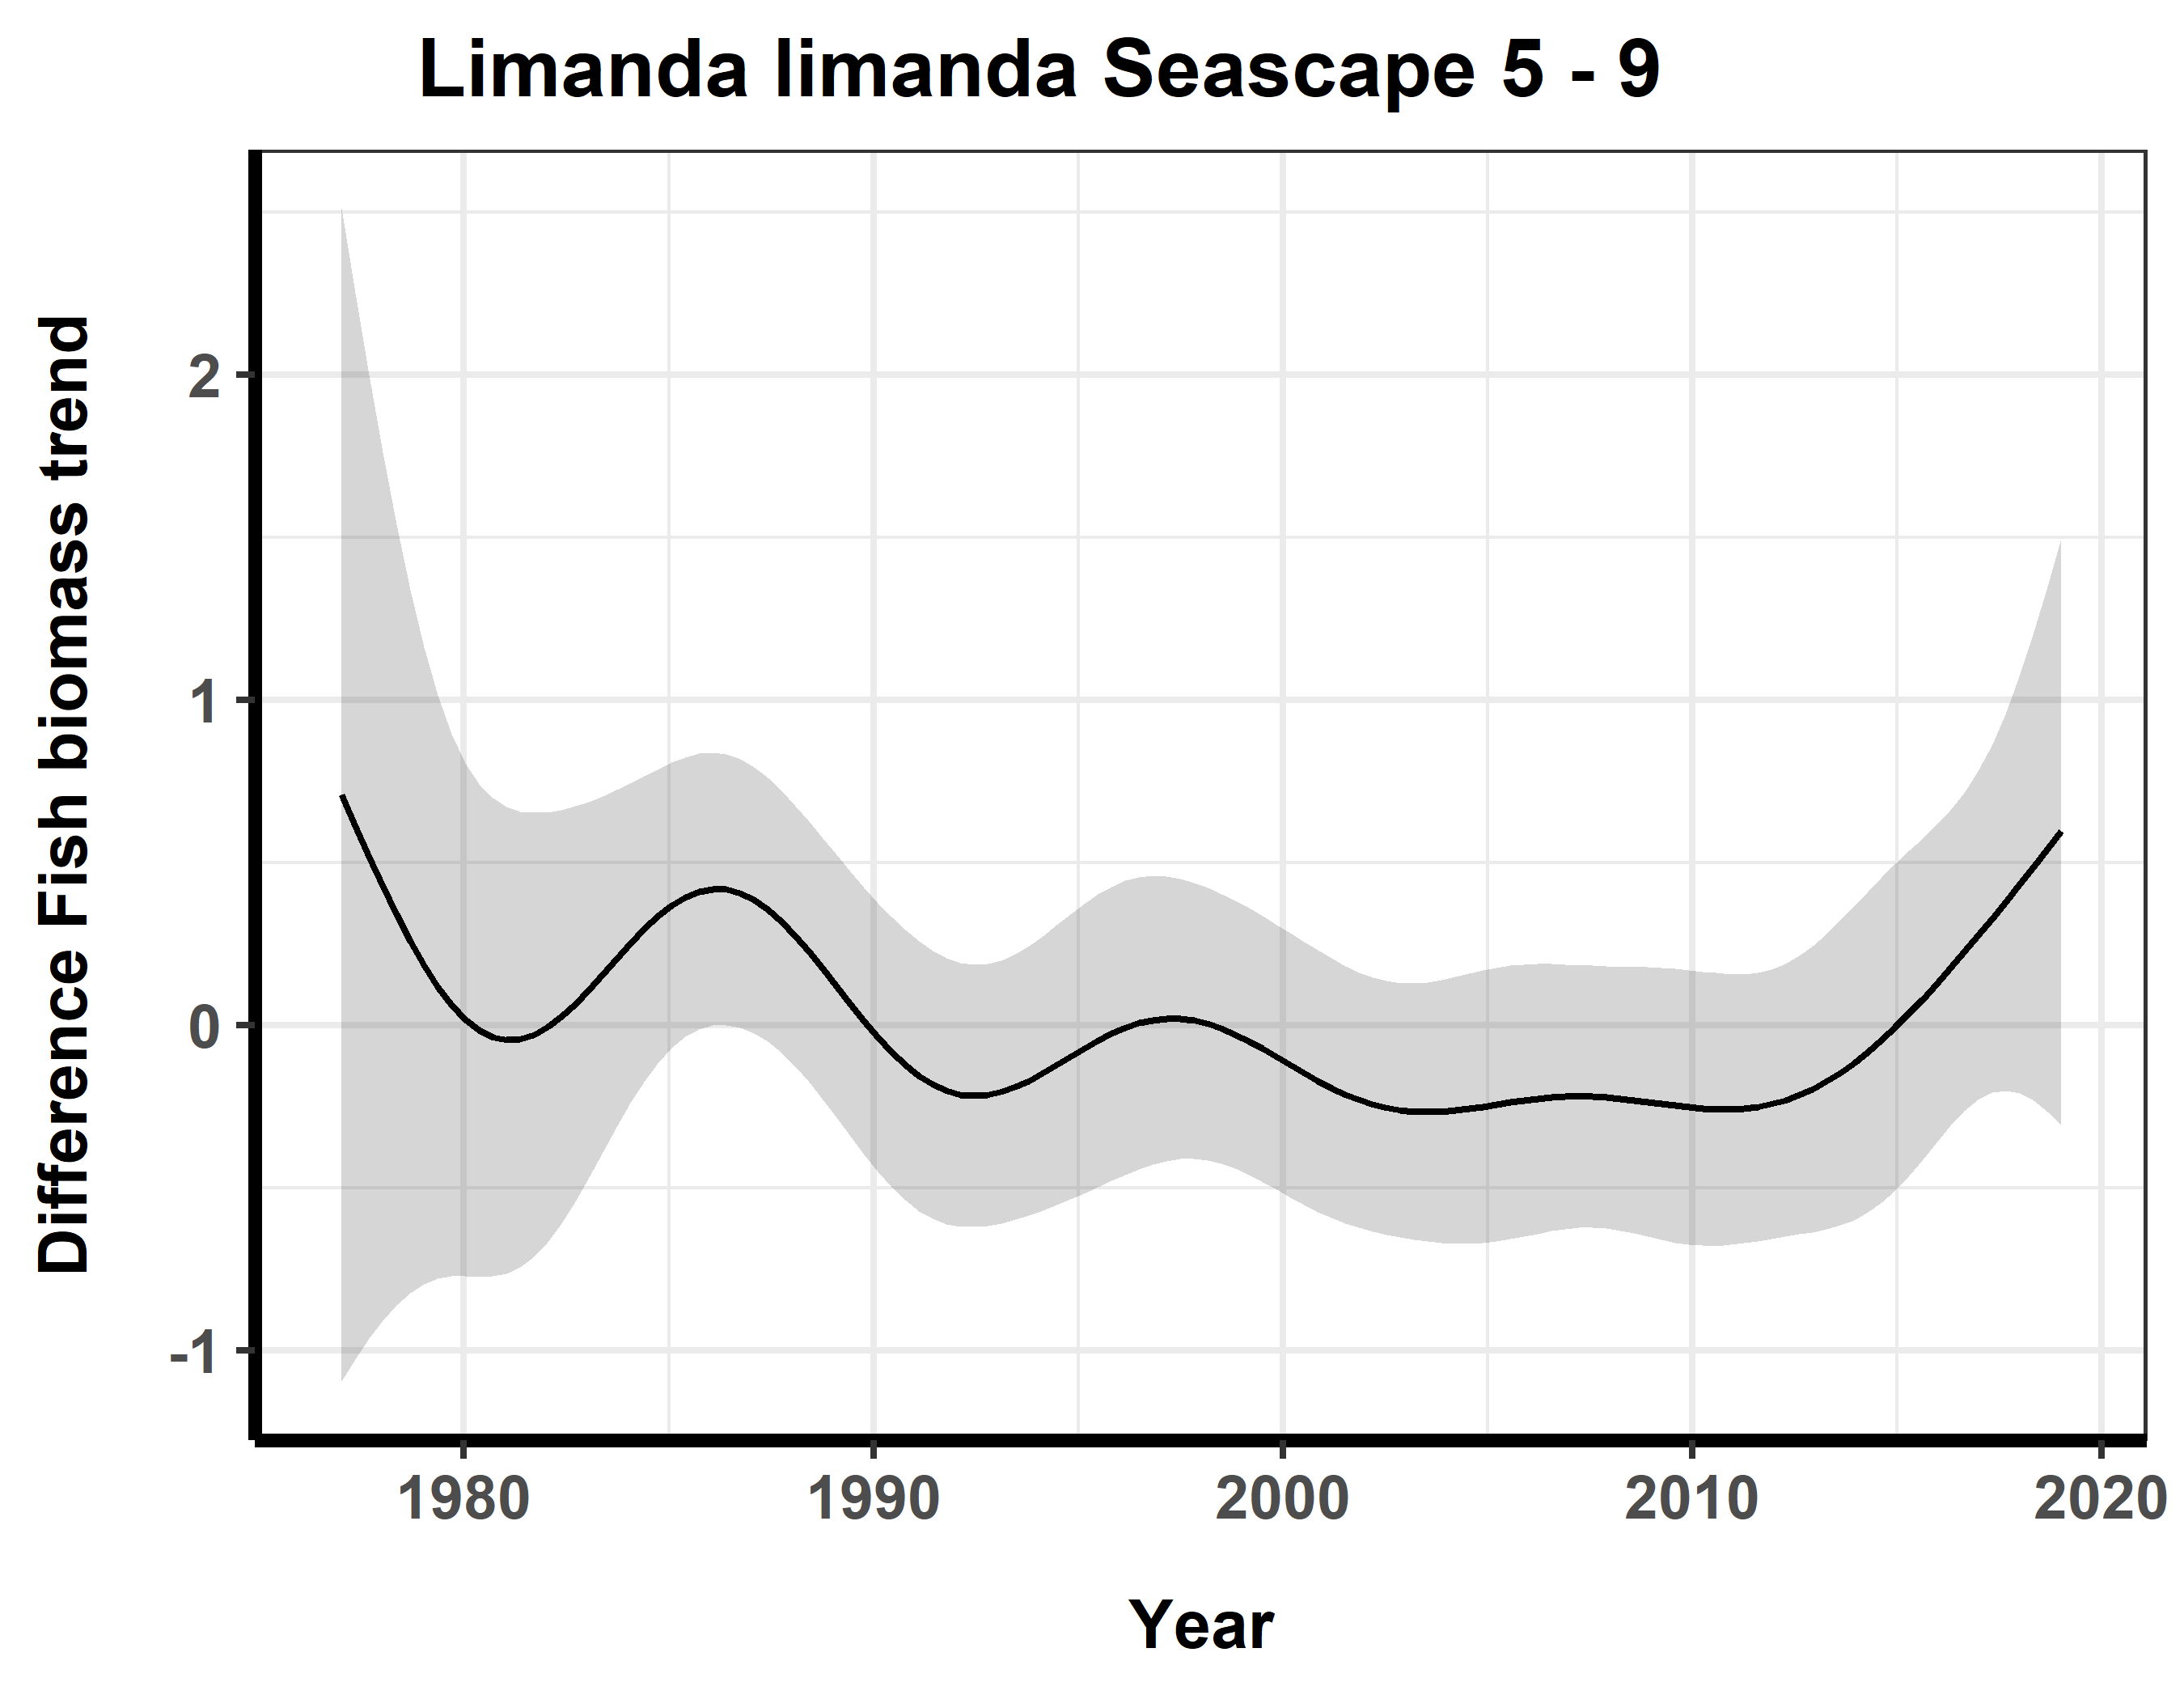 Limanda limanda Seascape 5 - 9
Difference Fish biomass trend
2
1
0
-1
1980 1990 2000 2010 2020
Year